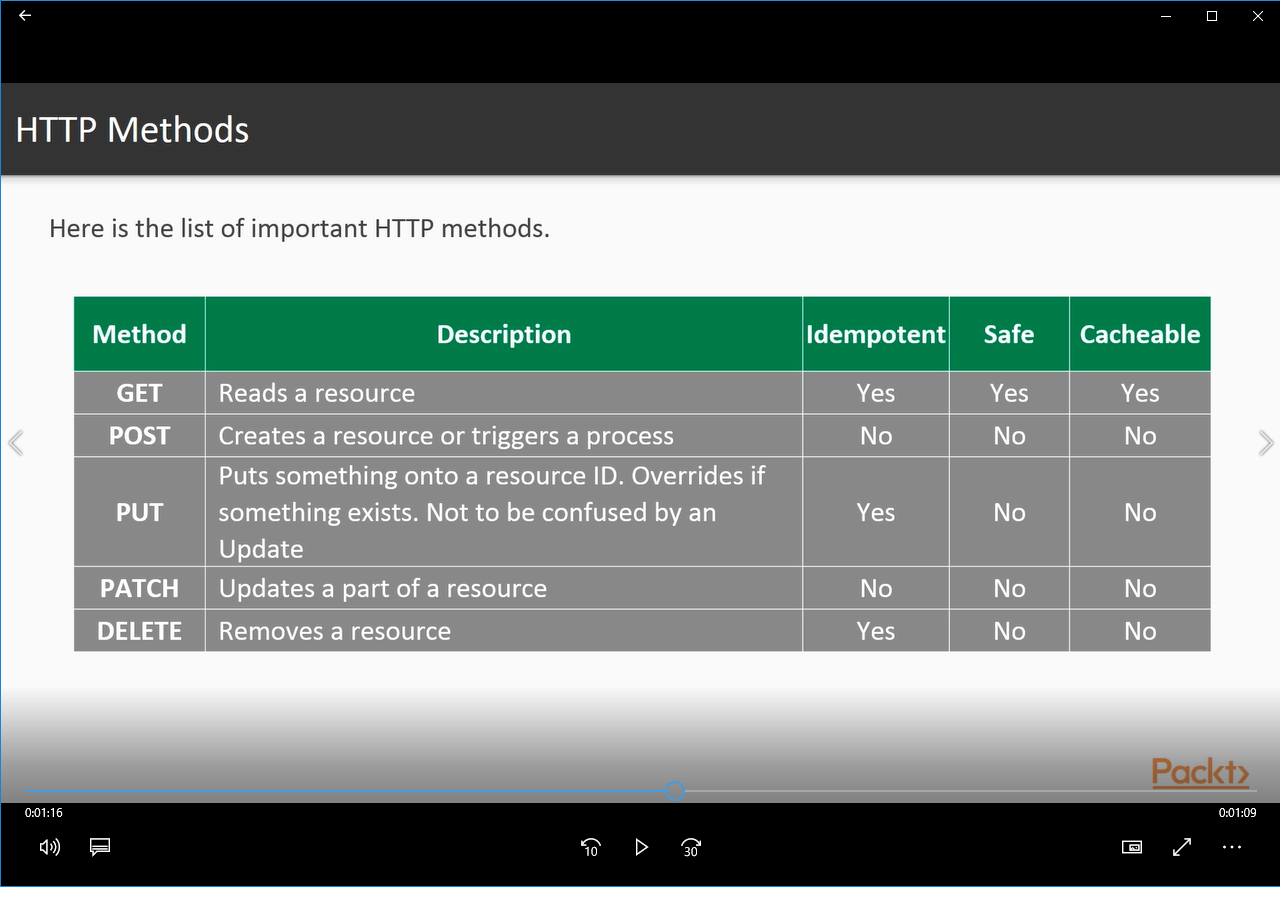 HTTP Methods
Here is the list of important HTTP methods.
Method Description Idempotent Safe Cacheable
GET Reads a resource Yes Yes Yes
POST Creates a resource or triggers a process No No No
PUT Puts something onto a resource ID. Overrides if
something exists. Not to be confused by an
Update Yes No No
PATCH Updates a part of a resource No No No
DELETE Removes a resource Yes No No
Packt>
0:01:16 0:01:09
10 30